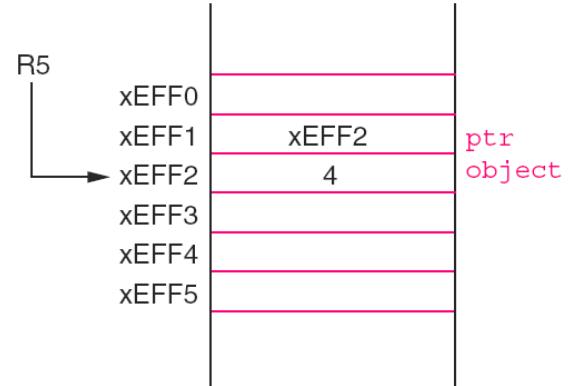 R5
xEFF0
xEFF1 xEFF2 ptr
xEFF2 4 object
xEFF3
xEFF4
xEFF5